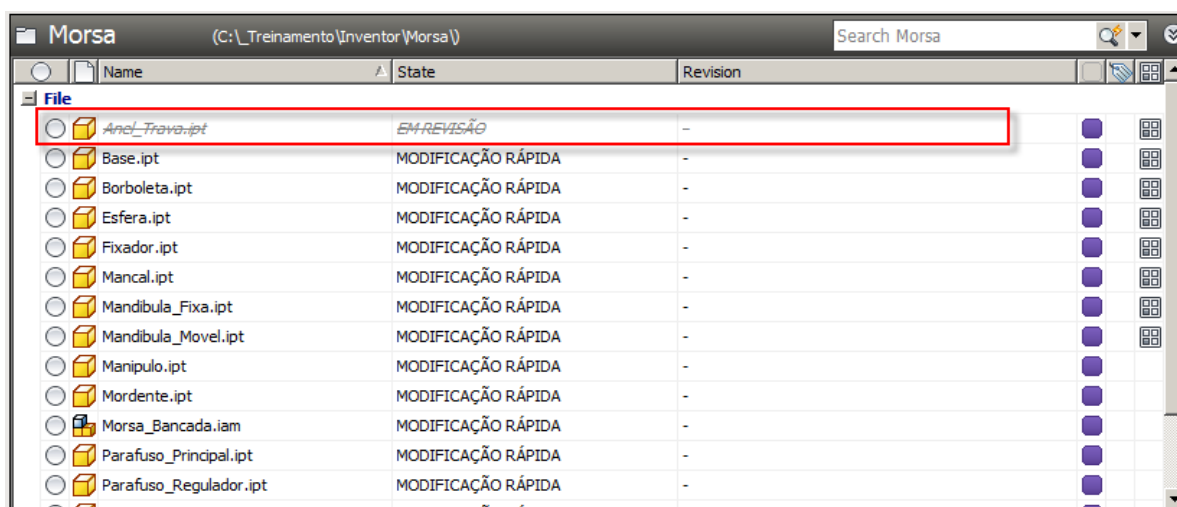 Morsa (C:\_Treinamento\Inventor\Morsa\) Search Morsa
Name State Revision
File
Anel_Trava.ipt EM REVISÃO -
Base.ipt MODIFICAÇÃO RÁPIDA -
Borboleta.ipt MODIFICAÇÃO RÁPIDA -
Esfera.ipt MODIFICAÇÃO RÁPIDA -
Fixador.ipt MODIFICAÇÃO RÁPIDA -
Mancal.ipt MODIFICAÇÃO RÁPIDA -
Mandibula_Fixa.ipt MODIFICAÇÃO RÁPIDA -
Mandibula_Movel.ipt MODIFICAÇÃO RÁPIDA -
Manipulo.ipt MODIFICAÇÃO RÁPIDA -
Mordente.ipt MODIFICAÇÃO RÁPIDA -
Morsa_Bancada.iam MODIFICAÇÃO RÁPIDA -
Parafuso_Principal.ipt MODIFICAÇÃO RÁPIDA -
Parafuso_Regulador.ipt MODIFICAÇÃO RÁPIDA -